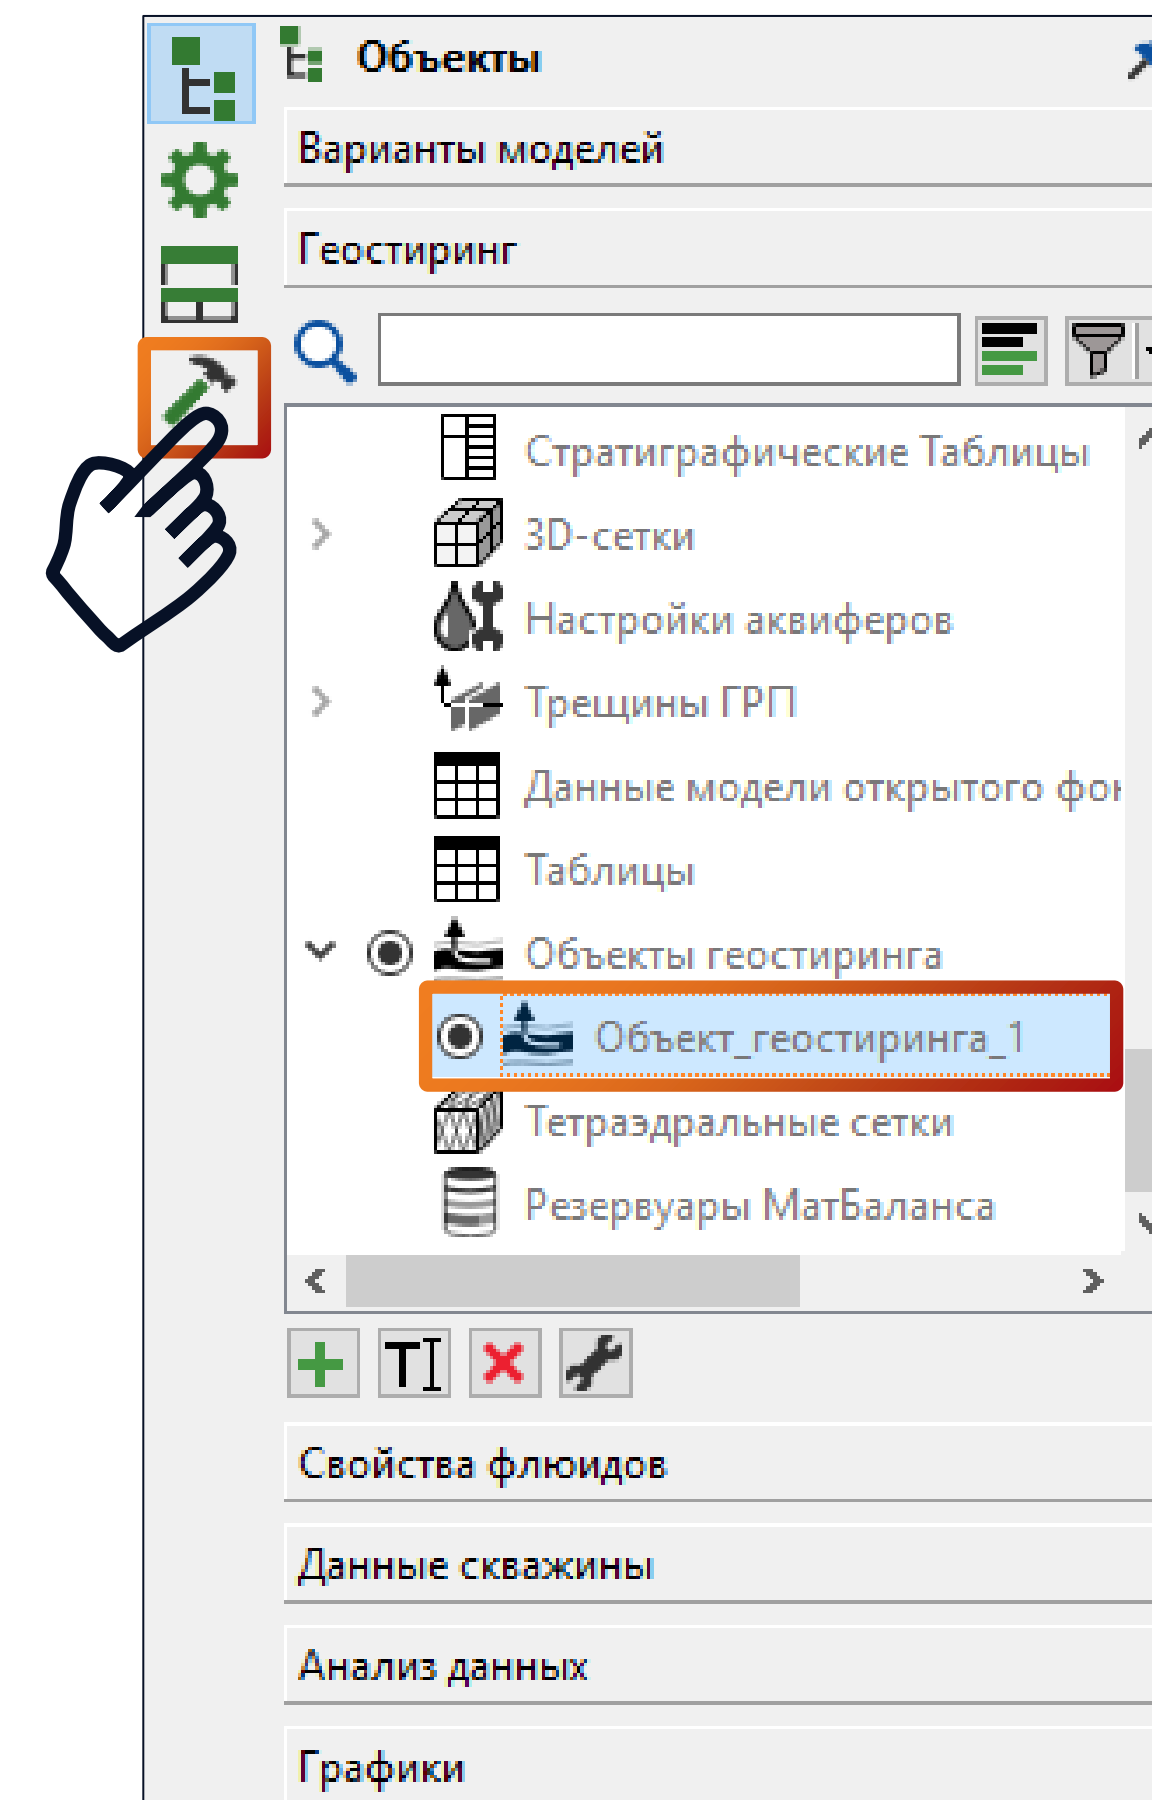 Объекты
Варианты моделей
Геостиринг
Стратиграфические Таблицы
3D-сетки
Настройки аквиферов
Трещины ГРП
Данные модели открытого
Таблицы
Объекты геостиринга
Объект_геостиринга_1
Тетраэдральные сетки
Резервуары МатБаланса
Свойства флюидов
Данные скважины
Анализ данных
Графики